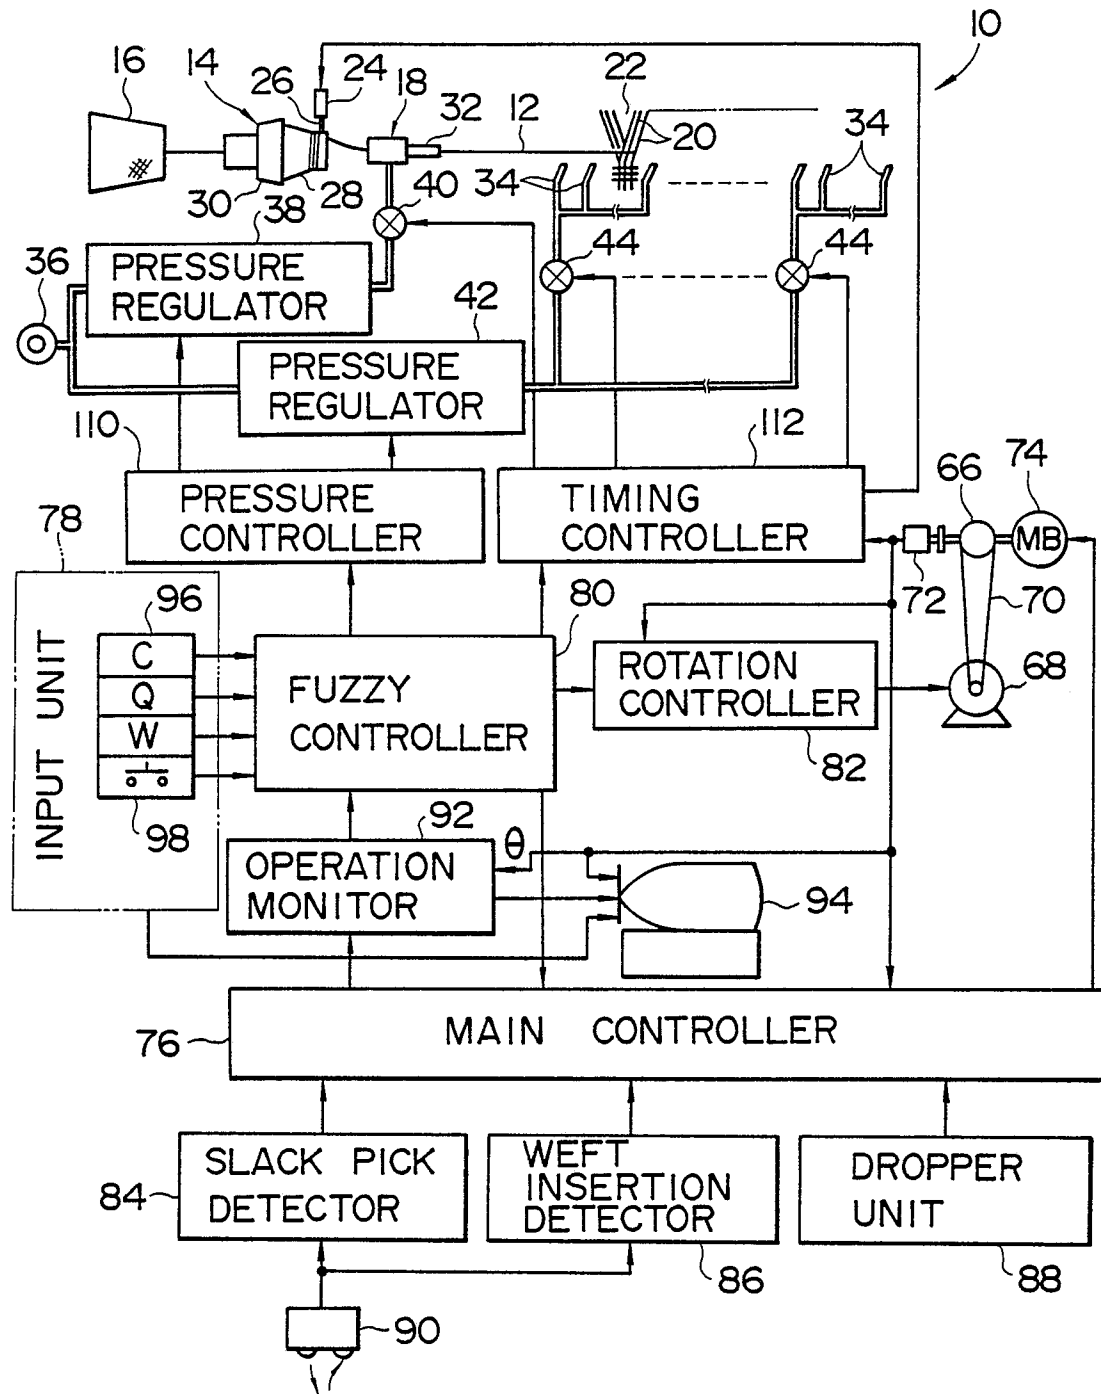 10
16
14
26
24
18
32
12
22
20
34
34
30
28
40
38
44
44
36
PRESSURE
REGULATOR
42
PRESSURE
REGULATOR
110
112
PRESSURE
CONTROLLER
TIMING
CONTROLLER
66
74
MB
78
72
70
INPUT UNIT
96
C
Q
W
98
80
FUZZY
CONTROLLER
ROTATION
CONTROLLER
68
82
92
θ
OPERATION
MONITOR
94
76
MAIN CONTROLLER
SLACK PICK
DETECTOR
84
WEFT
INSERTION
DETECTOR
86
DROPPER
UNIT
88
90